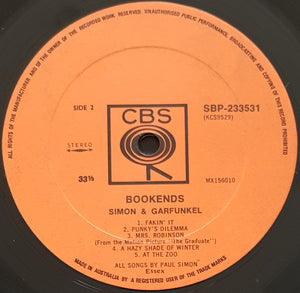 ALL RIGHTS OF THE MANUFACTURER AND OF THE OWNER OF THE RECORDED WORK RESERVED. UNAUTHORISED PUBLIC PERFORMANCE, BROADCASTING AND COPYING OF THIS RECORD PROHIBITED
CBS
SIDE 2
SBP-233531
(KCS9529)
STEREO
33⅓
MX156010
BOOKENDS
SIMON & GARFUNKEL
1. FAKIN' IT
2. PUNKY'S DILEMMA
3. MRS. ROBINSON
(From the Motion Picture "The Graduate")
4. A HAZY SHADE OF WINTER
5. AT THE ZOO
ALL SONGS BY PAUL SIMON
Essex
MADE IN AUSTRALIA BY A REGISTERED USER OF THE TRADE MARKS